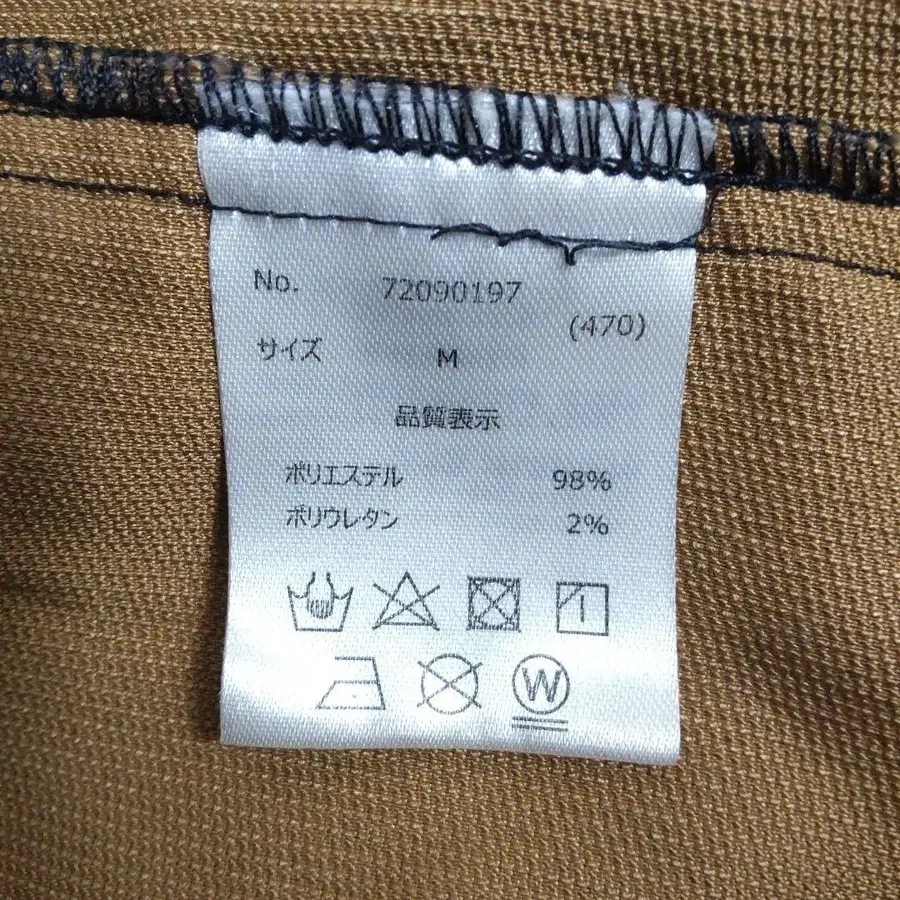 No. 72090197
(470)
サイズ M
品質表示
ポリエステル 98%
ポリウレタン 2%
W